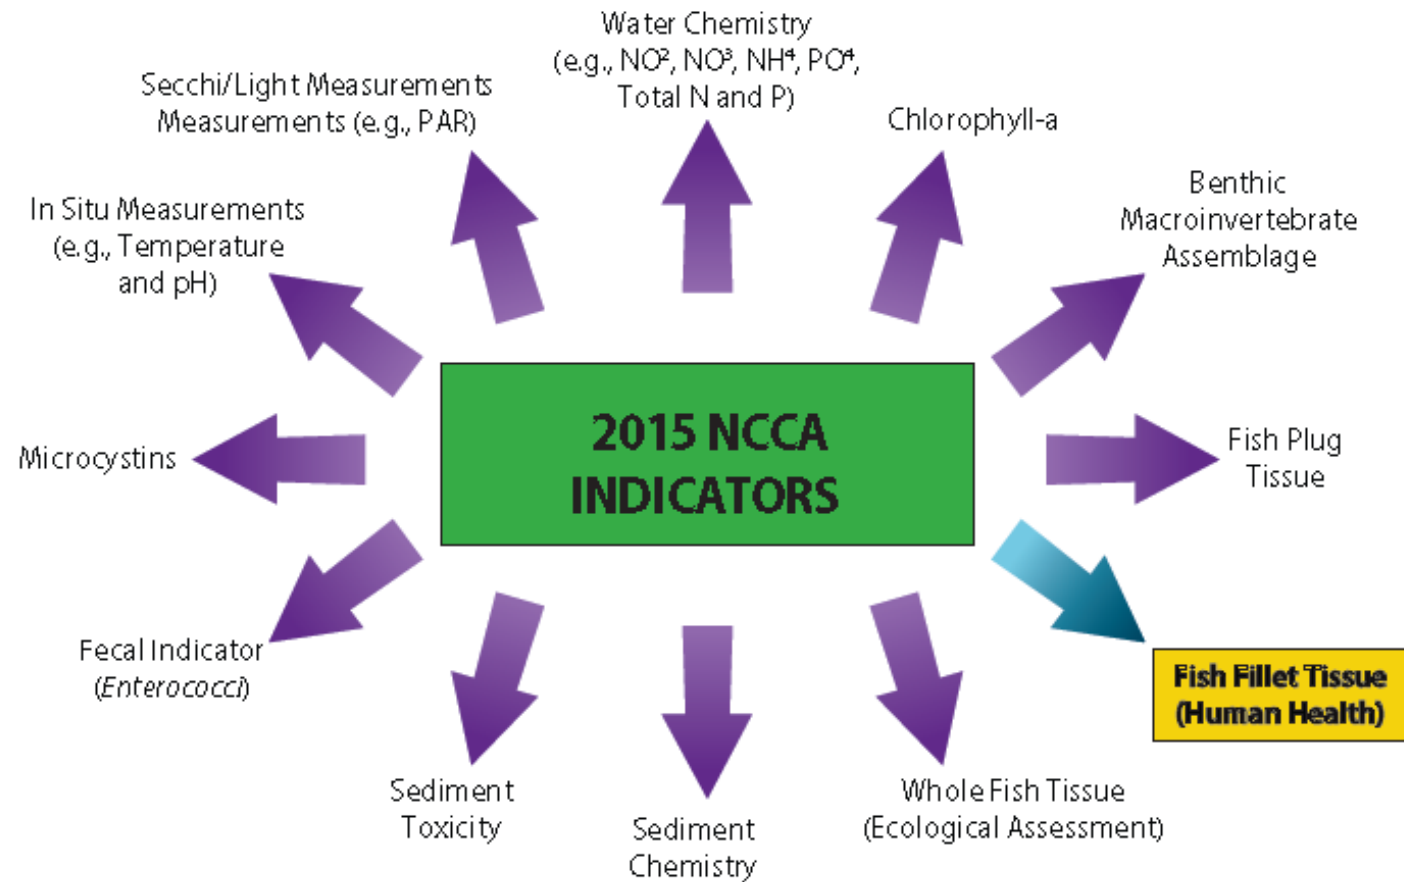 Water Chemistry
(e.g., NO², NO³, NH⁴, PO⁴,
Total N and P)
Secchi/Light Measurements
Measurements (e.g., PAR)
Chlorophyll-a
In Situ Measurements
(e.g., Temperature
and pH)
Benthic
Macroinvertebrate
Assemblage
2015 NCCA
INDICATORS
Microcystins
Fish Plug
Tissue
Fecal Indicator
(Enterococci)
Fish Fillet Tissue
(Human Health)
Sediment
Toxicity
Sediment
Chemistry
Whole Fish Tissue
(Ecological Assessment)